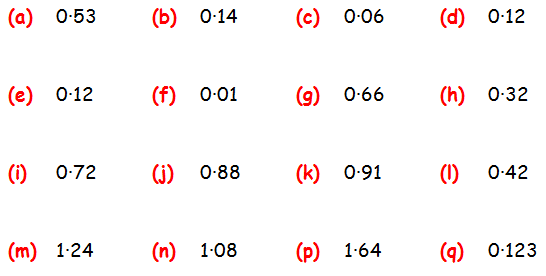 (a) 0·53 (b) 0·14 (c) 0·06 (d) 0·12
(e) 0·12 (f) 0·01 (g) 0·66 (h) 0·32
(i) 0·72 (j) 0·88 (k) 0·91 (l) 0·42
(m) 1·24 (n) 1·08 (p) 1·64 (q) 0·123